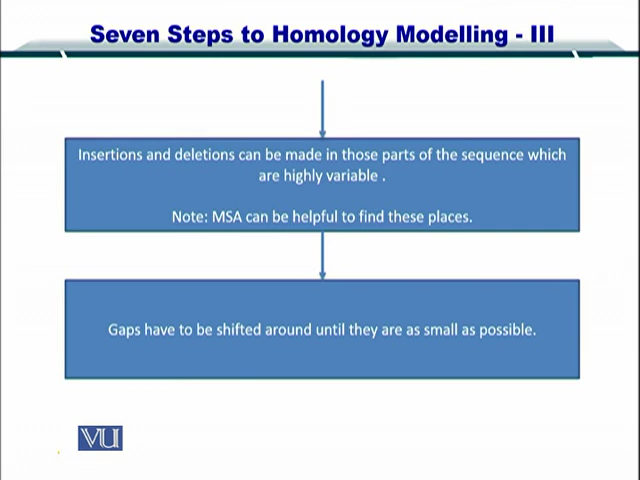 Seven Steps to Homology Modelling - III
Insertions and deletions can be made in those parts of the sequence which
are highly variable .
Note: MSA can be helpful to find these places.
Gaps have to be shifted around until they are as small as possible.
VU